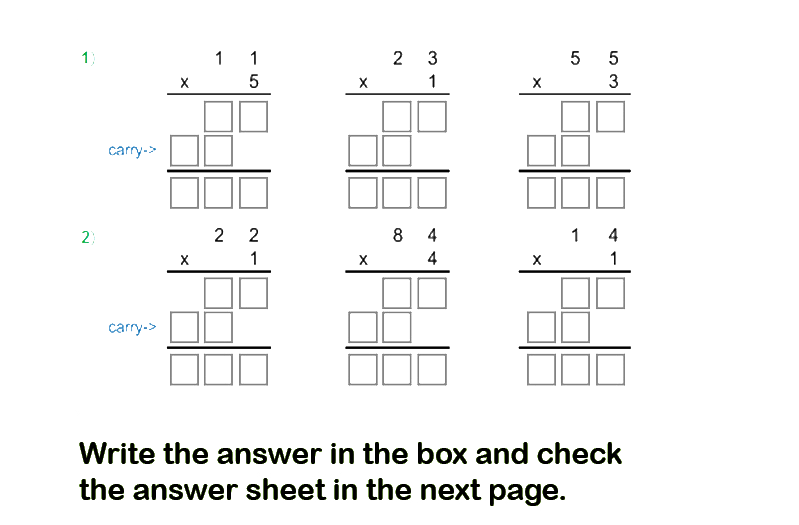 1) 1 1 2 3 5 5
x 5 x 1 x 3
carry->
2) 2 2 8 4 1 4
x 1 x 4 x 1
carry->
Write the answer in the box and check
the answer sheet in the next page.